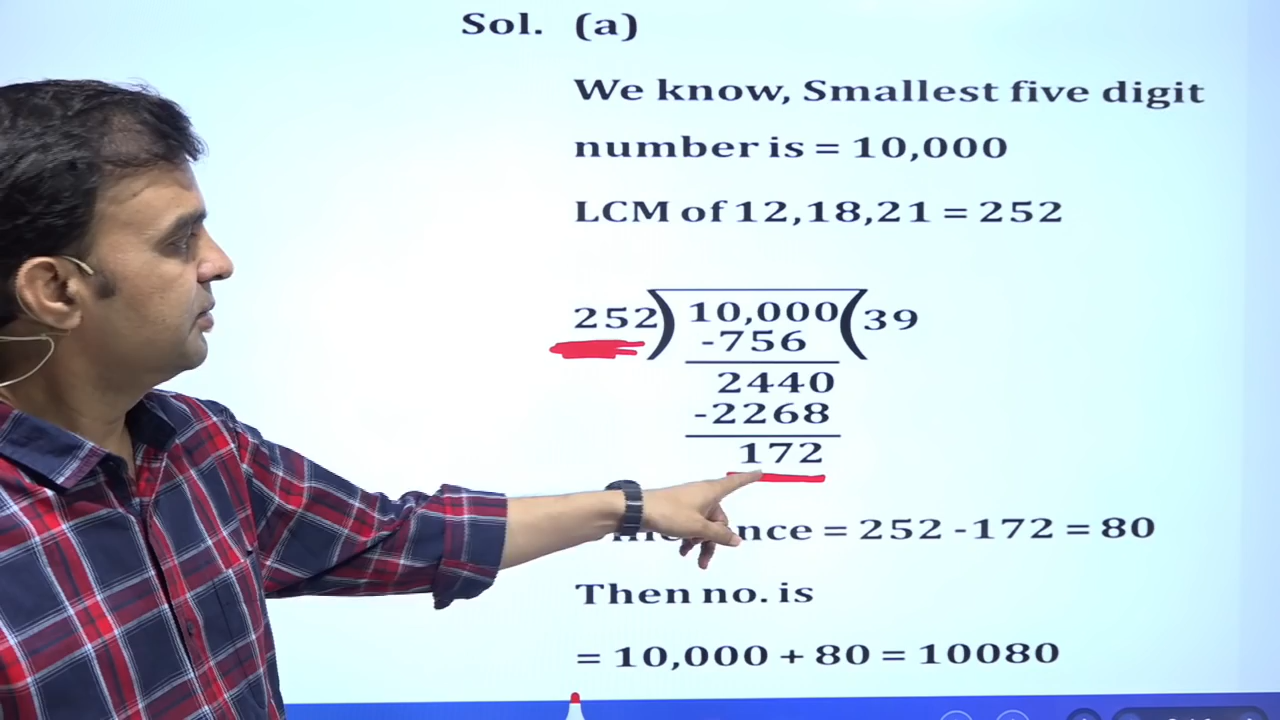 Sol. (a)
We know, Smallest five digit
number is = 10,000
LCM of 12,18,21 = 252
252) 10,000 (39
-756
2440
-2268
172
= 252 -172 = 80
Then no. is
= 10,000 + 80 = 10080